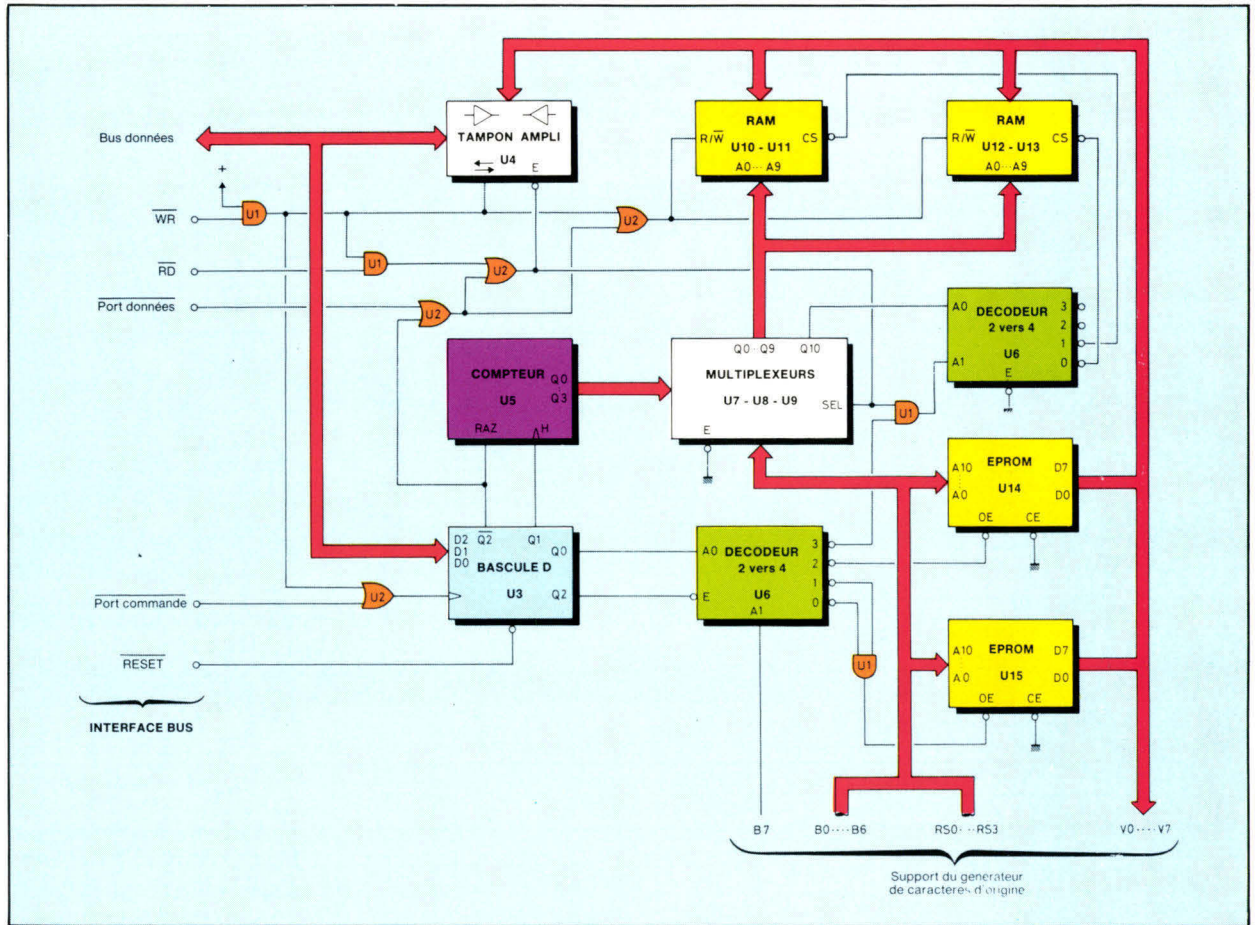 Bus données
+
WR
RD
Port données
Port commande
RESET
INTERFACE BUS
U1
U1
U2
U2
U2
U2
TAMPON AMPLI
U4
E
RAM
R/W
CS
U10 - U11
A0···A9
RAM
R/W
CS
U12 - U13
A0···A9
COMPTEUR
Q0
U5
Q3
RAZ
H
Q0··Q9
Q10
MULTIPLEXEURS
U7 - U8 - U9
SEL
E
U1
A0
DECODEUR
3
2 vers 4
2
U6
1
A1
0
E
D2
Q2
Q1
D1
Q0
D0
BASCULE D
U3
Q2
A0
DECODEUR
3
2 vers 4
2
U6
1
E
0
A1
U1
EPROM
A10
D7
U14
A0
D0
OE
CE
EPROM
A10
D7
U15
A0
D0
OE
CE
B7
B0····B6
RS0···RS3
V0····V7
Support du generateur
de caracteres d'origine